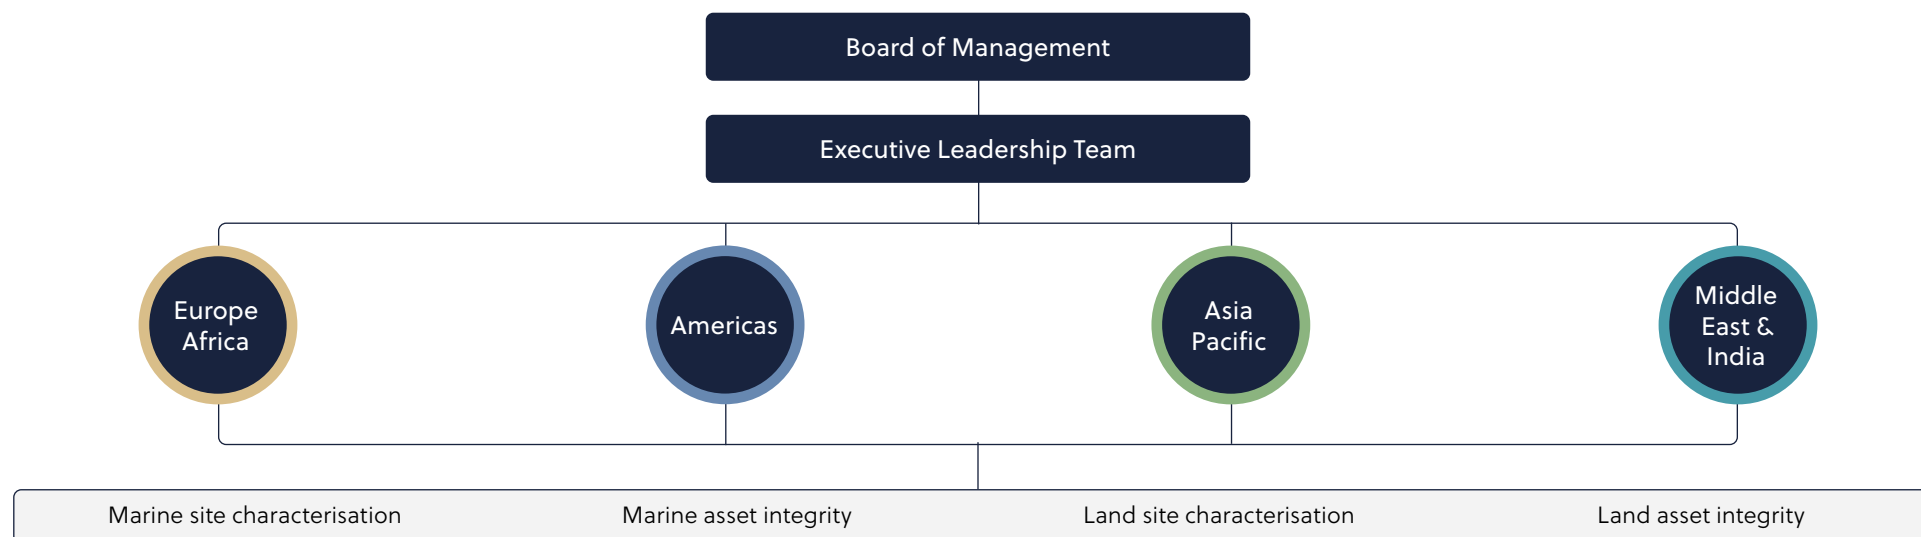 Board of Management
Executive Leadership Team
Europe
Africa
Americas
Asia
Pacific
Middle
East &
India
Marine site characterisation
Marine asset integrity
Land site characterisation
Land asset integrity